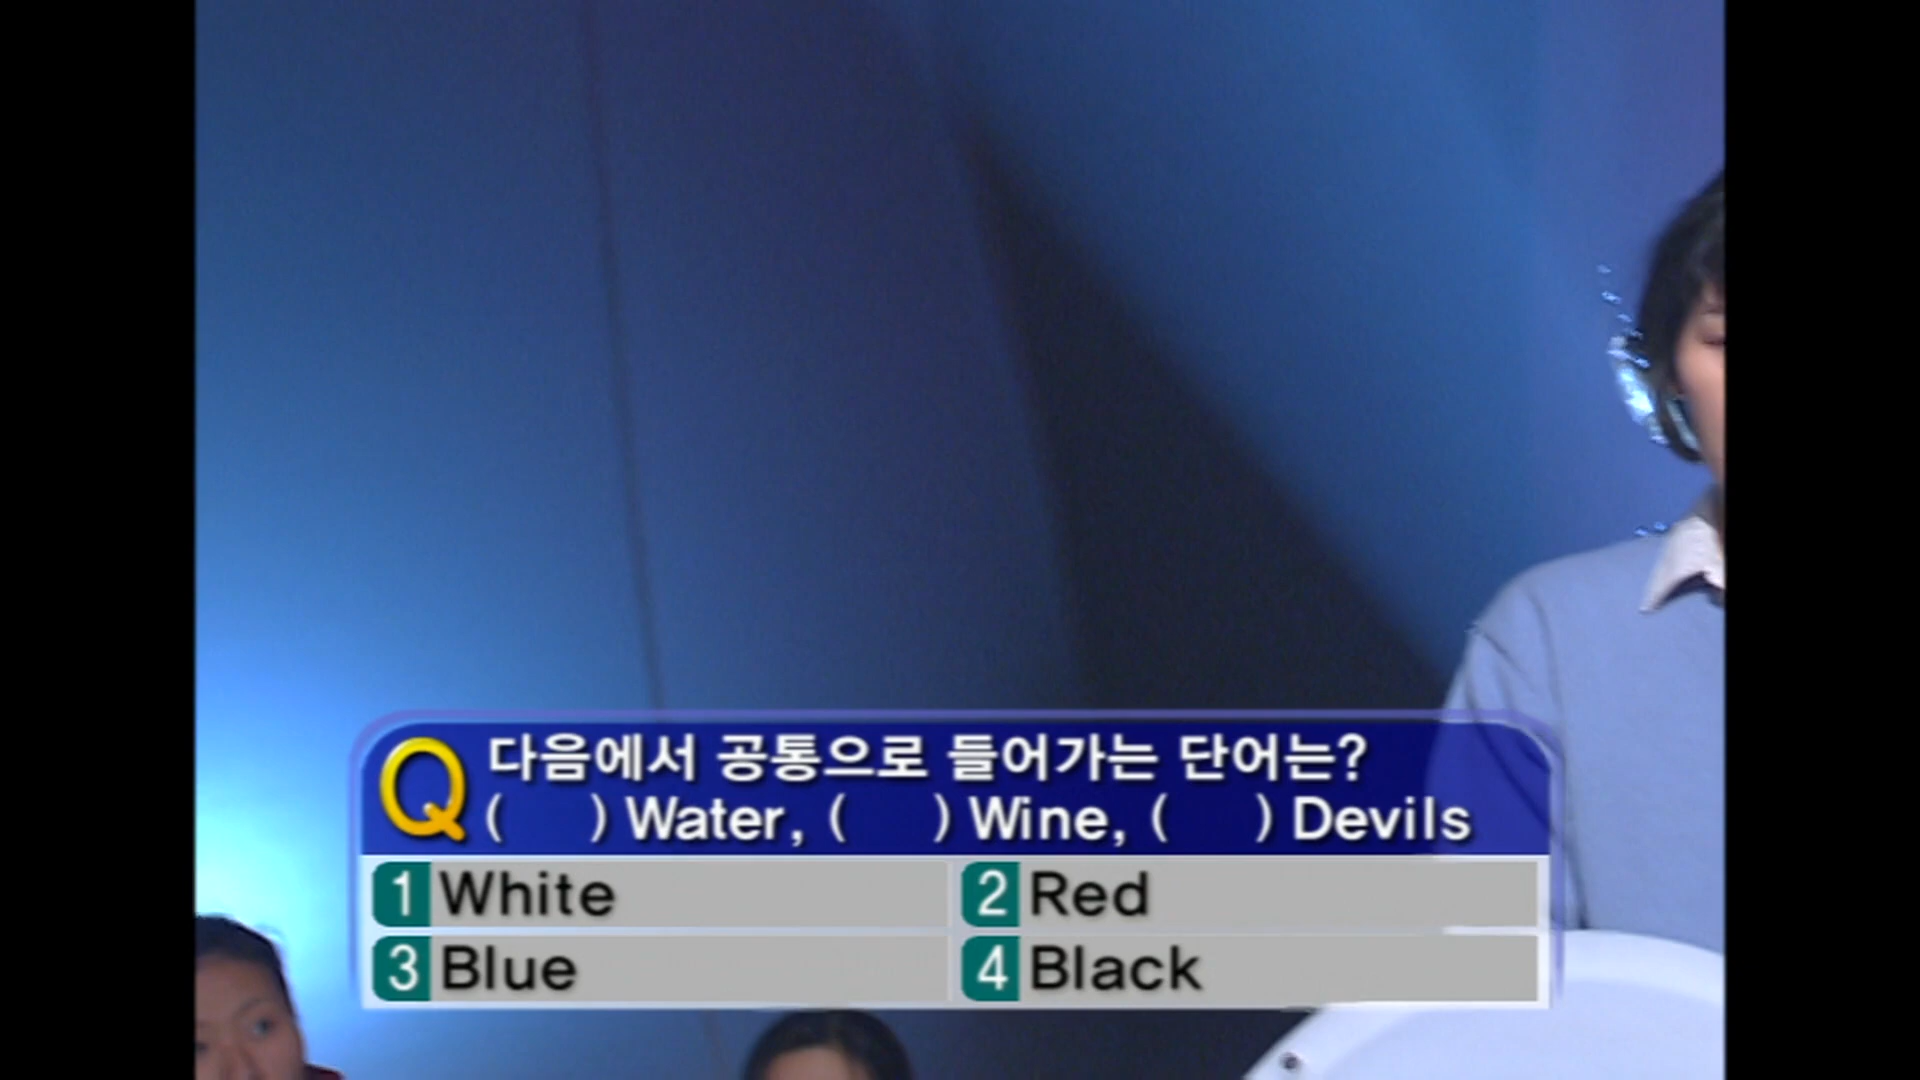 Q 다음에서 공통으로 들어가는 단어는?
(    ) Water, (    ) Wine, (    ) Devils
1 White
2 Red
3 Blue
4 Black